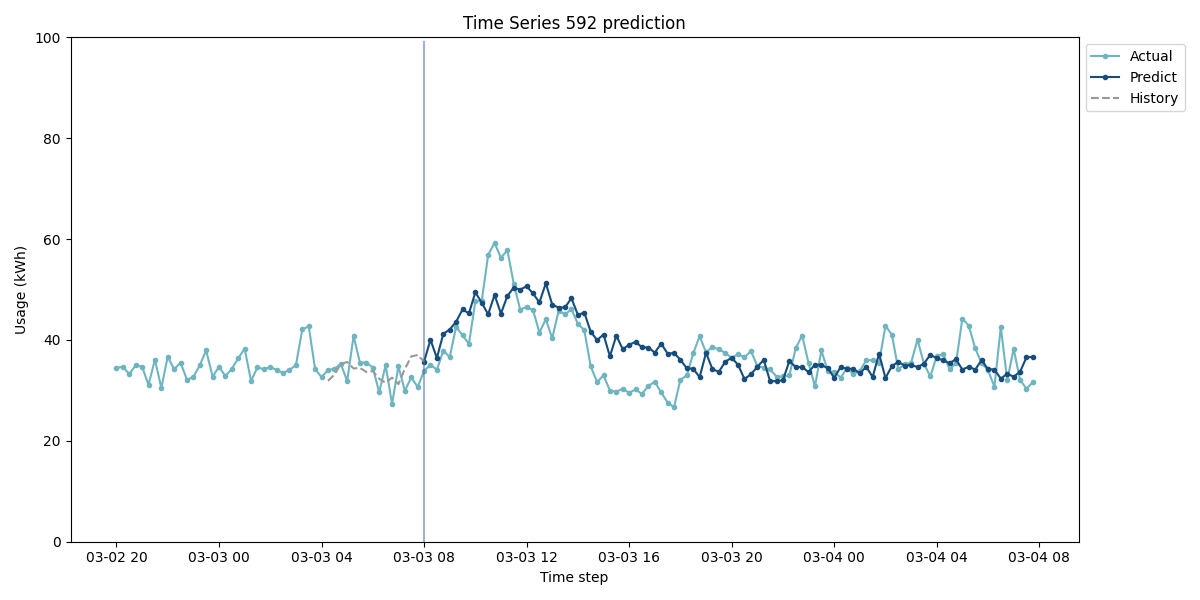 Time Series 592 prediction
100
80
60
40
20
0
Usage (kWh)
03-02 20 03-03 00 03-03 04 03-03 08 03-03 12 03-03 16 03-03 20 03-04 00 03-04 04 03-04 08
Time step
Actual
Predict
History